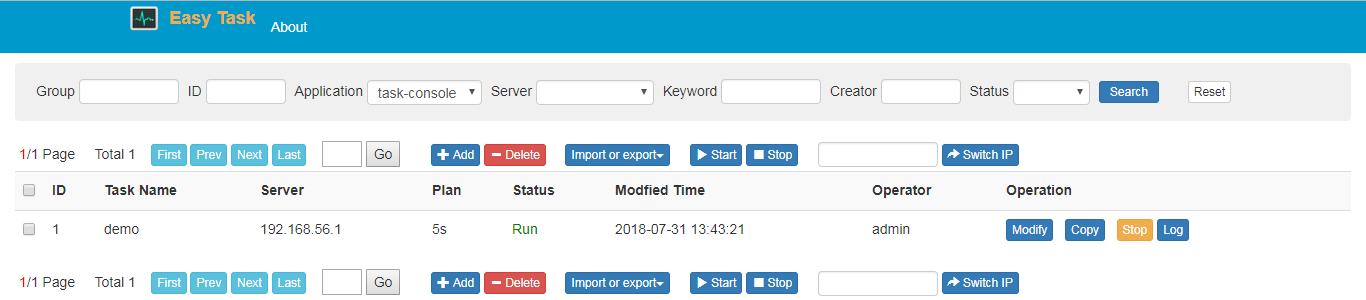 Easy Task About
Group ID Application task-console Server Keyword Creator Status Search Reset
1/1 Page Total 1 First Prev Next Last Go Add Delete Import or export Start Stop Switch IP
ID Task Name Server Plan Status Modfied Time Operator Operation
1 demo 192.168.56.1 5s Run 2018-07-31 13:43:21 admin Modify Copy Stop Log
1/1 Page Total 1 First Prev Next Last Go Add Delete Import or export Start Stop Switch IP